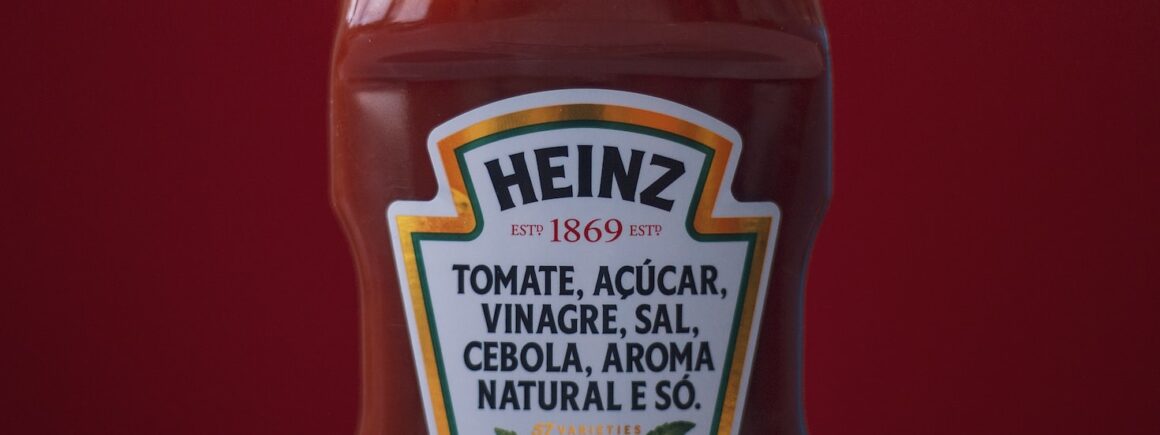 HEINZ
ESTD 1869 ESTD
TOMATE, AÇÚCAR,
VINAGRE, SAL,
CEBOLA, AROMA
NATURAL E SÓ.
57 VARIETIES